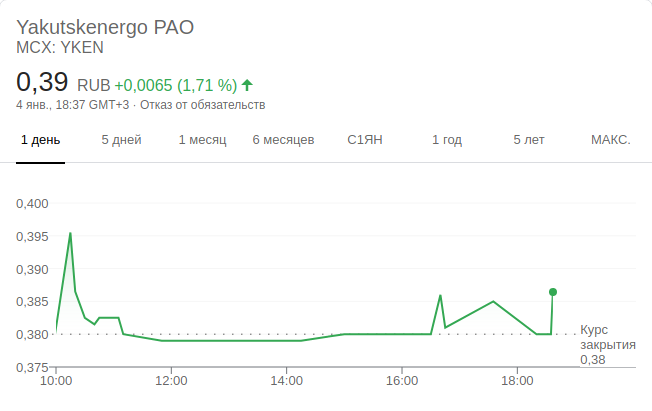 Yakutskenergo PAO
MCX: YKEN
0,39 RUB +0,0065 (1,71 %)
4 янв., 18:37 GMT+3 · Отказ от обязательств
1 день 5 дней 1 месяц 6 месяцев С1ЯН 1 год 5 лет МАКС.
0,400
0,395
0,390
0,385
0,380
0,375
Курс
закрытия
0,38
10:00 12:00 14:00 16:00 18:00